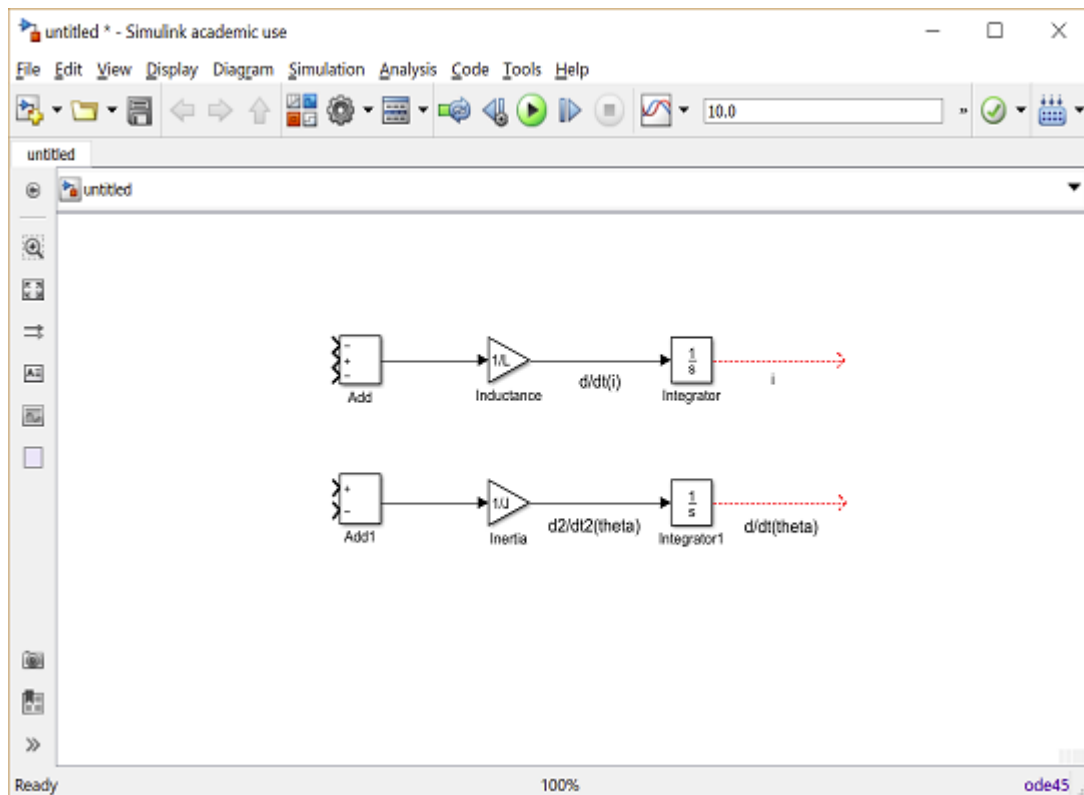 untitled * - Simulink academic use
File Edit View Display Diagram Simulation Analysis Code Tools Help
10.0 »
untitled
untitled
− + −
Add
1/L
Inductance
d/dt(i)
1/s
Integrator
i
+ −
Add1
1/J
Inertia
d2/dt2(theta)
1/s
Integrator1
d/dt(theta)
Ready 100% ode45